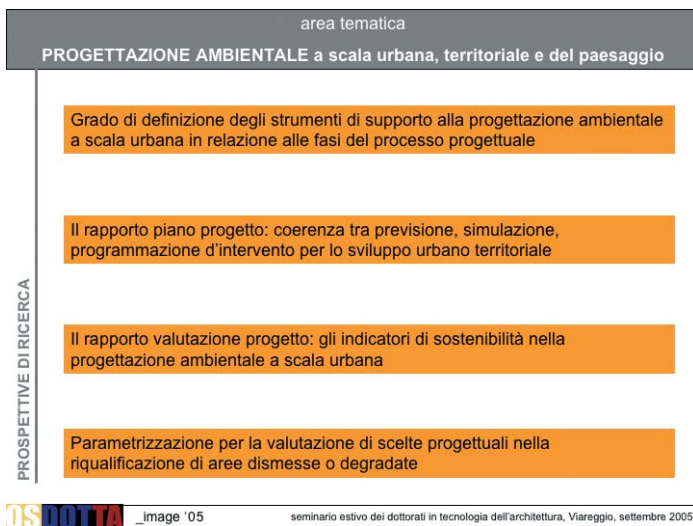 area tematica
PROGETTAZIONE AMBIENTALE a scala urbana, territoriale e del paesaggio
Grado di definizione degli strumenti di supporto alla progettazione ambientale
a scala urbana in relazione alle fasi del processo progettuale
Il rapporto piano progetto: coerenza tra previsione, simulazione,
programmazione d'intervento per lo sviluppo urbano territoriale
Il rapporto valutazione progetto: gli indicatori di sostenibilità nella
progettazione ambientale a scala urbana
Parametrizzazione per la valutazione di scelte progettuali nella
riqualificazione di aree dismesse o degradate
PROSPETTIVE DI RICERCA
OSDOTTA
_image '05
seminario estivo dei dottorati in tecnologia dell'architettura, Viareggio, settembre 2005